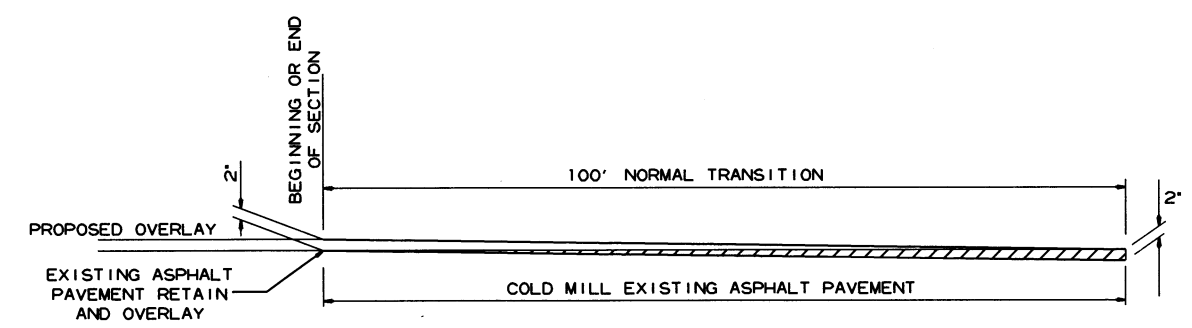 BEGINNING OR END
OF SECTION
2"
100' NORMAL TRANSITION
2"
PROPOSED OVERLAY
EXISTING ASPHALT
PAVEMENT RETAIN
AND OVERLAY
COLD MILL EXISTING ASPHALT PAVEMENT